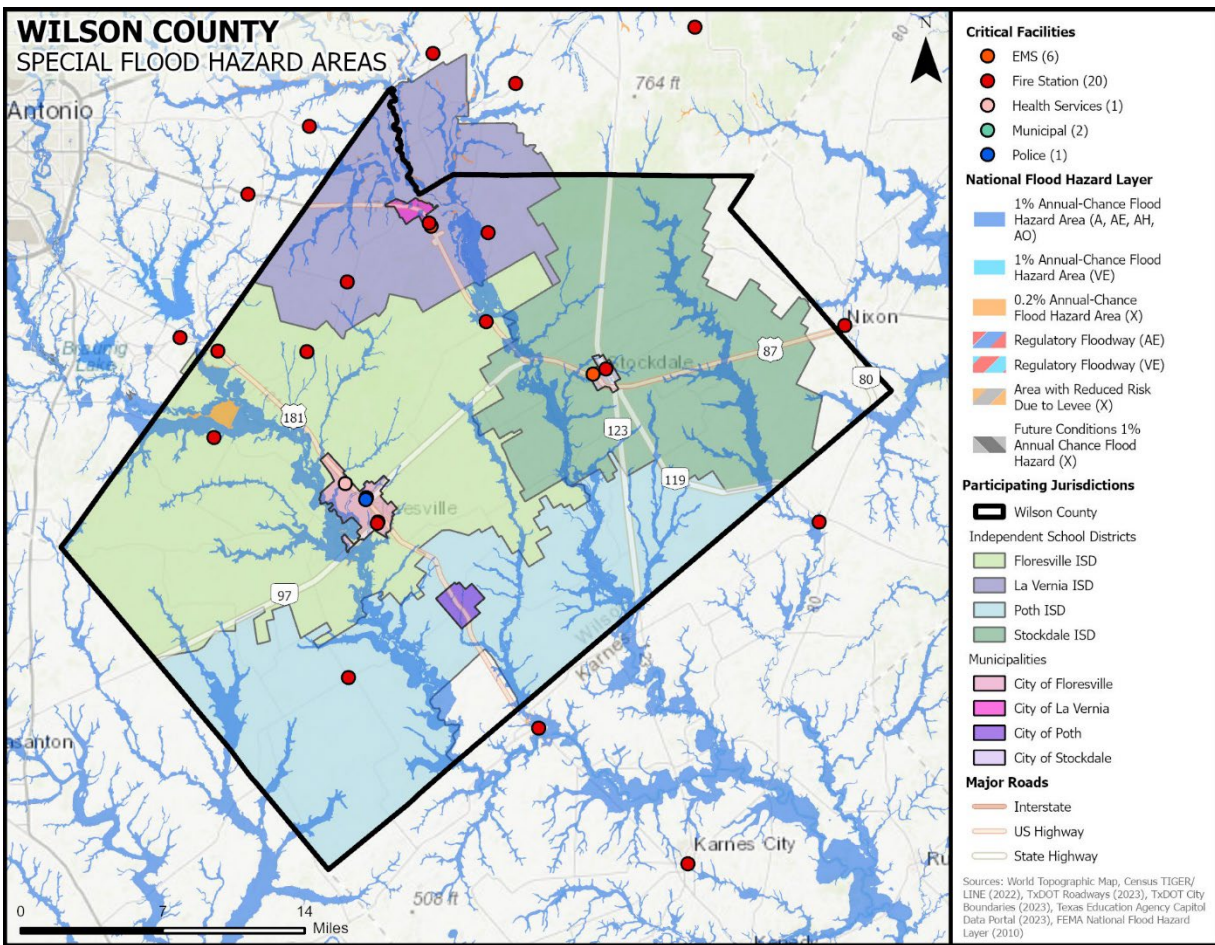 WILSON COUNTY
SPECIAL FLOOD HAZARD AREAS
N
80
764 ft
Antonio
Nixon
Stockdale
87
80
Lake
181
123
119
esville
97
Wilson
Karnes
80
asanton
Karnes City
Ru
508 ft
0 7 14
Miles
Critical Facilities
EMS (6)
Fire Station (20)
Health Services (1)
Municipal (2)
Police (1)
National Flood Hazard Layer
1% Annual-Chance Flood
Hazard Area (A, AE, AH,
AO)
1% Annual-Chance Flood
Hazard Area (VE)
0.2% Annual-Chance
Flood Hazard Area (X)
Regulatory Floodway (AE)
Regulatory Floodway (VE)
Area with Reduced Risk
Due to Levee (X)
Future Conditions 1%
Annual Chance Flood
Hazard (X)
Participating Jurisdictions
Wilson County
Independent School Districts
Floresville ISD
La Vernia ISD
Poth ISD
Stockdale ISD
Municipalities
City of Floresville
City of La Vernia
City of Poth
City of Stockdale
Major Roads
Interstate
US Highway
State Highway
Sources: World Topographic Map, Census TIGER/
LINE (2022), TxDOT Roadways (2023), TxDOT City
Boundaries (2023), Texas Education Agency Capitol
Data Portal (2023), FEMA National Flood Hazard
Layer (2010)